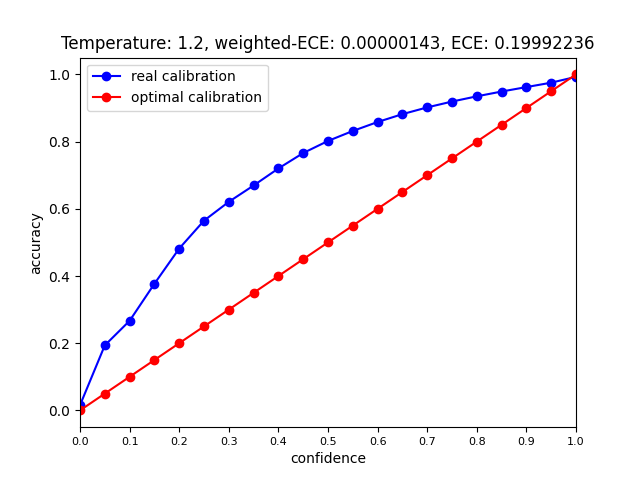 Temperature: 1.2, weighted-ECE: 0.00000143, ECE: 0.19992236
real calibration
optimal calibration
1.0
0.8
0.6
0.4
0.2
0.0
accuracy
0.0 0.1 0.2 0.3 0.4 0.5 0.6 0.7 0.8 0.9 1.0
confidence